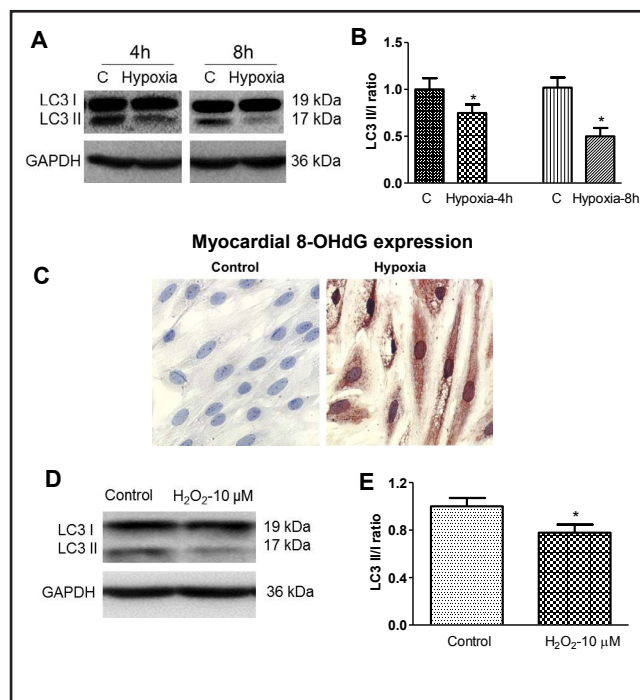 A
4h 8h
C Hypoxia C Hypoxia
LC3 I 19 kDa
LC3 II 17 kDa
GAPDH 36 kDa
B
LC3 II/I ratio
1.5
1.0
0.5
0.0
* *
C Hypoxia-4h C Hypoxia-8h
Myocardial 8-OHdG expression
C
Control Hypoxia
D
Control H₂O₂-10 µM
LC3 I 19 kDa
LC3 II 17 kDa
GAPDH 36 kDa
E
LC3 II/I ratio
1.2
0.8
0.4
0.0
*
Control H₂O₂-10 µM